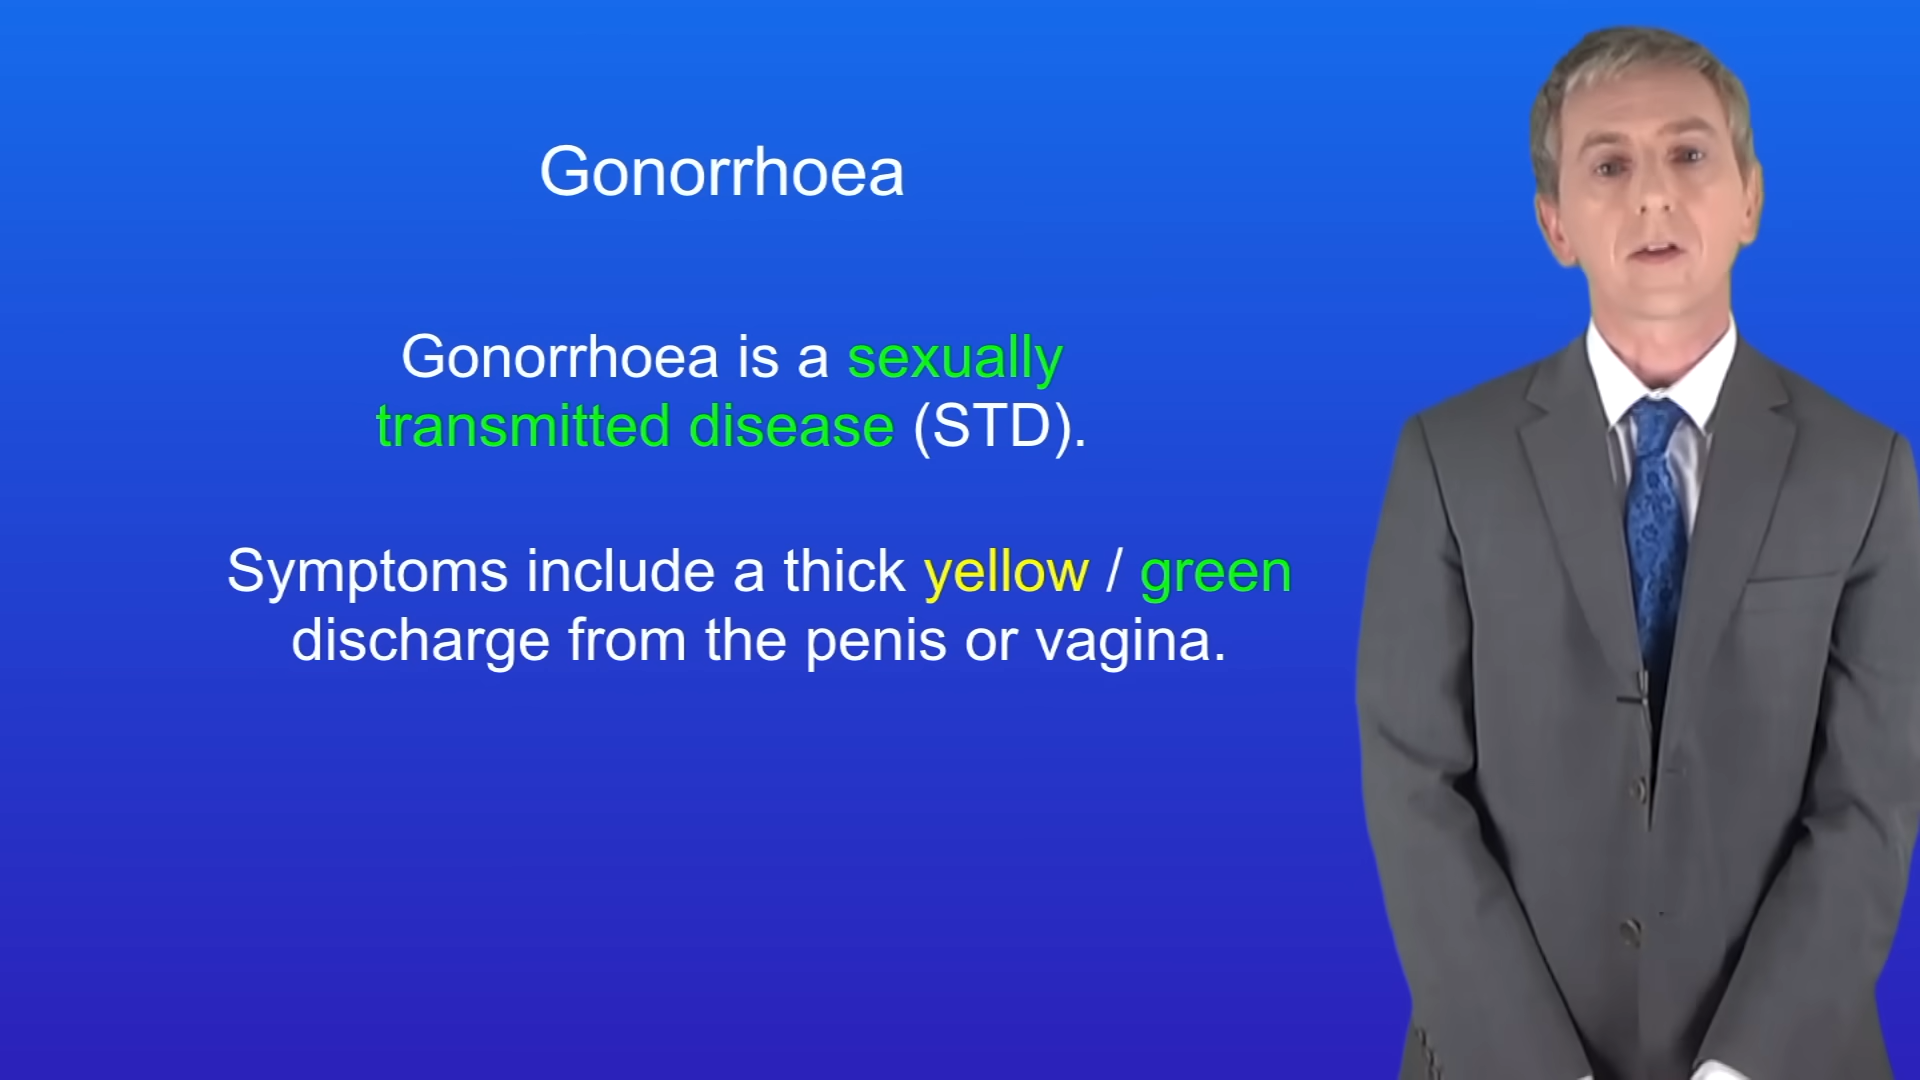 Gonorrhoea
Gonorrhoea is a sexually
transmitted disease (STD).
Symptoms include a thick yellow / green
discharge from the penis or vagina.